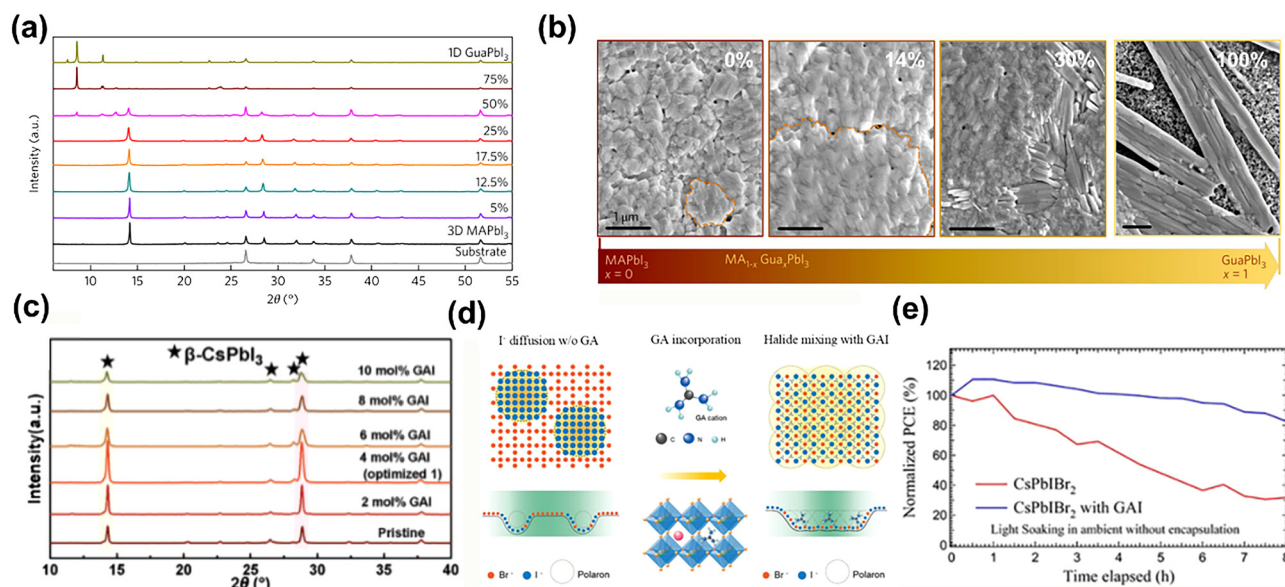 (a)
1D GuaPbI3
75%
50%
25%
17.5%
12.5%
5%
3D MAPbI3
Substrate
Intensity (a.u.)
10 15 20 25 30 35 40 45 50 55
2θ (°)
(b)
0%
14%
30%
100%
1 μm
MAPbI3
x = 0
MA1-x GuaxPbI3
GuaPbI3
x = 1
(c)
★ β-CsPbI3
10 mol% GAI
8 mol% GAI
6 mol% GAI
4 mol% GAI
(optimized 1)
2 mol% GAI
Pristine
Intensity(a.u.)
10 15 20 25 30 35 40
2θ (°)
(d)
I- diffusion w/o GA
GA incorporation
Halide mixing with GAI
GA cation
C N H
Br- I- Polaron
Br- I- Polaron
(e)
Normalized PCE (%)
120
100
80
60
40
20
0
CsPbIBr2
CsPbIBr2 with GAI
Light Soaking in ambient without encapsulation
0 1 2 3 4 5 6 7 8
Time elapsed (h)